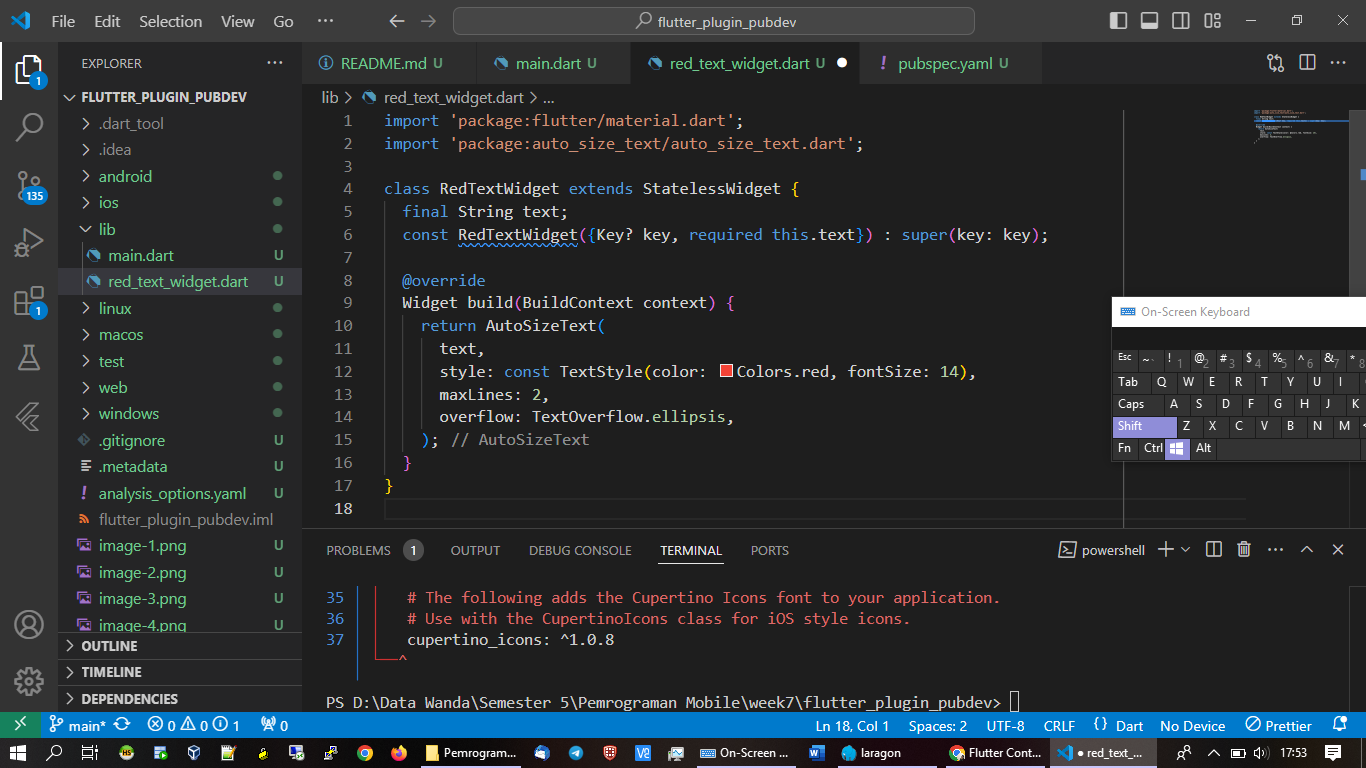 File Edit Selection View Go ··· flutter_plugin_pubdev
EXPLORER ···
README.md U main.dart U red_text_widget.dart U pubspec.yaml U ···
FLUTTER_PLUGIN_PUBDEV
.dart_tool
.idea
android
ios
lib
main.dart U
red_text_widget.dart U
linux
macos
test
web
windows
.gitignore U
.metadata U
analysis_options.yaml U
flutter_plugin_pubdev.iml
image-1.png U
image-2.png U
image-3.png U
image-4.png U
OUTLINE
TIMELINE
DEPENDENCIES
1
135
1
lib > red_text_widget.dart > ...
1 import 'package:flutter/material.dart';
2 import 'package:auto_size_text/auto_size_text.dart';
3
4 class RedTextWidget extends StatelessWidget {
5 final String text;
6 const RedTextWidget({Key? key, required this.text}) : super(key: key);
7
8 @override
9 Widget build(BuildContext context) {
10 return AutoSizeText(
11 text,
12 style: const TextStyle(color: Colors.red, fontSize: 14),
13 maxLines: 2,
14 overflow: TextOverflow.ellipsis,
15 ); // AutoSizeText
16 }
17 }
18
On-Screen Keyboard
Esc ~ ` ! 1 @ 2 # 3 $ 4 % 5 ^ 6 & 7 * 8
Tab Q W E R T Y U I
Caps A S D F G H J K
Shift Z X C V B N M <
Fn Ctrl Alt
PROBLEMS 1 OUTPUT DEBUG CONSOLE TERMINAL PORTS powershell ···
35 # The following adds the Cupertino Icons font to your application.
36 # Use with the CupertinoIcons class for iOS style icons.
37 cupertino_icons: ^1.0.8
^
PS D:\Data Wanda\Semester 5\Pemrograman Mobile\week7\flutter_plugin_pubdev>
main* 0 0 1 0 Ln 18, Col 1 Spaces: 2 UTF-8 CRLF {} Dart No Device Prettier
Pemrogram... On-Screen ... laragon Flutter Cont... ● red_text_... 17:53